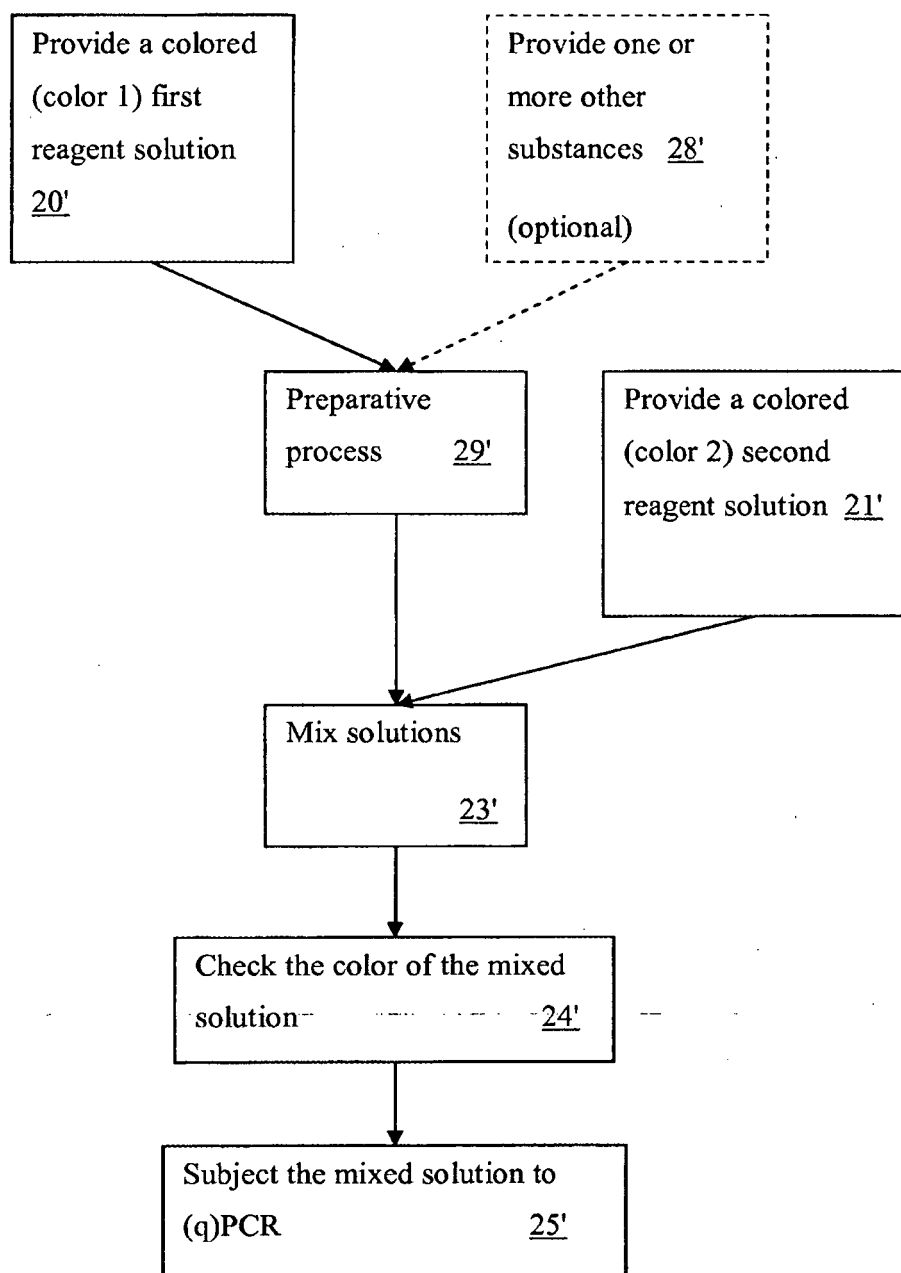 Provide a colored
(color 1) first
reagent solution
20'
Provide one or
more other
substances 28'
(optional)
Preparative
process 29'
Provide a colored
(color 2) second
reagent solution 21'
Mix solutions
23'
Check the color of the mixed
solution 24'
Subject the mixed solution to
(q)PCR 25'